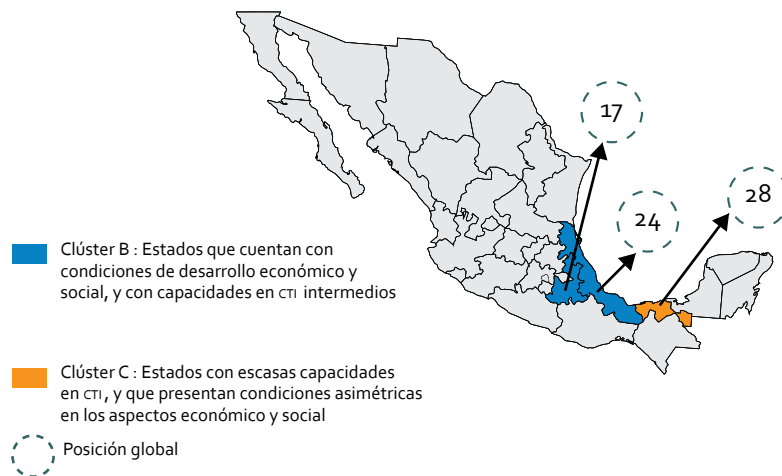 17
24
28
Clúster B : Estados que cuentan con
condiciones de desarrollo económico y
social, y con capacidades en CTI intermedios
Clúster C : Estados con escasas capacidades
en CTI, y que presentan condiciones asimétricas
en los aspectos económico y social
Posición global